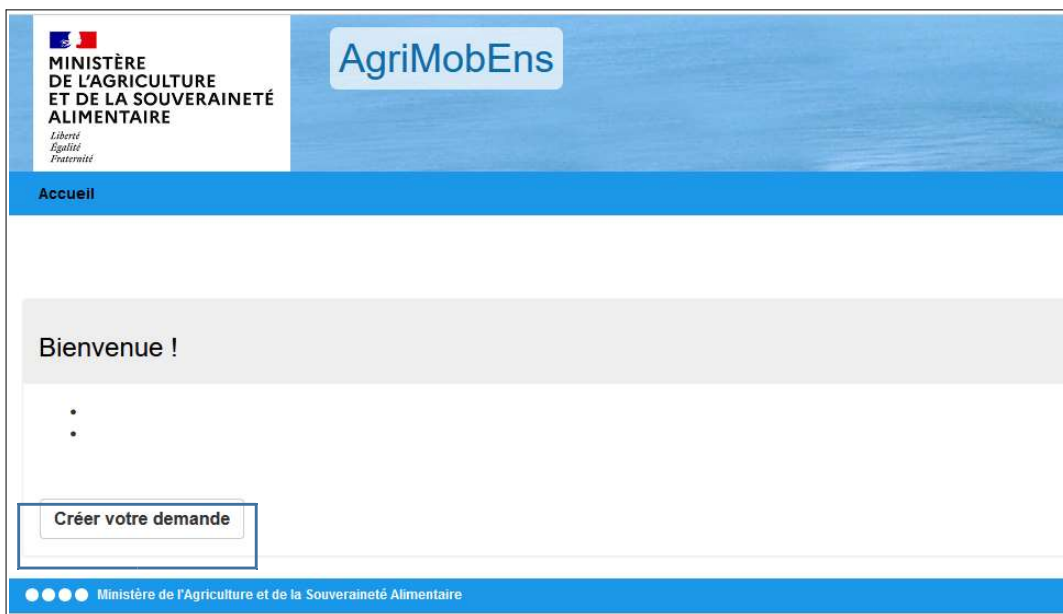 MINISTÈRE
DE L'AGRICULTURE
ET DE LA SOUVERAINETÉ
ALIMENTAIRE
Liberté
Égalité
Fraternité
AgriMobEns
Accueil
Bienvenue !
Créer votre demande
Ministère de l'Agriculture et de la Souveraineté Alimentaire